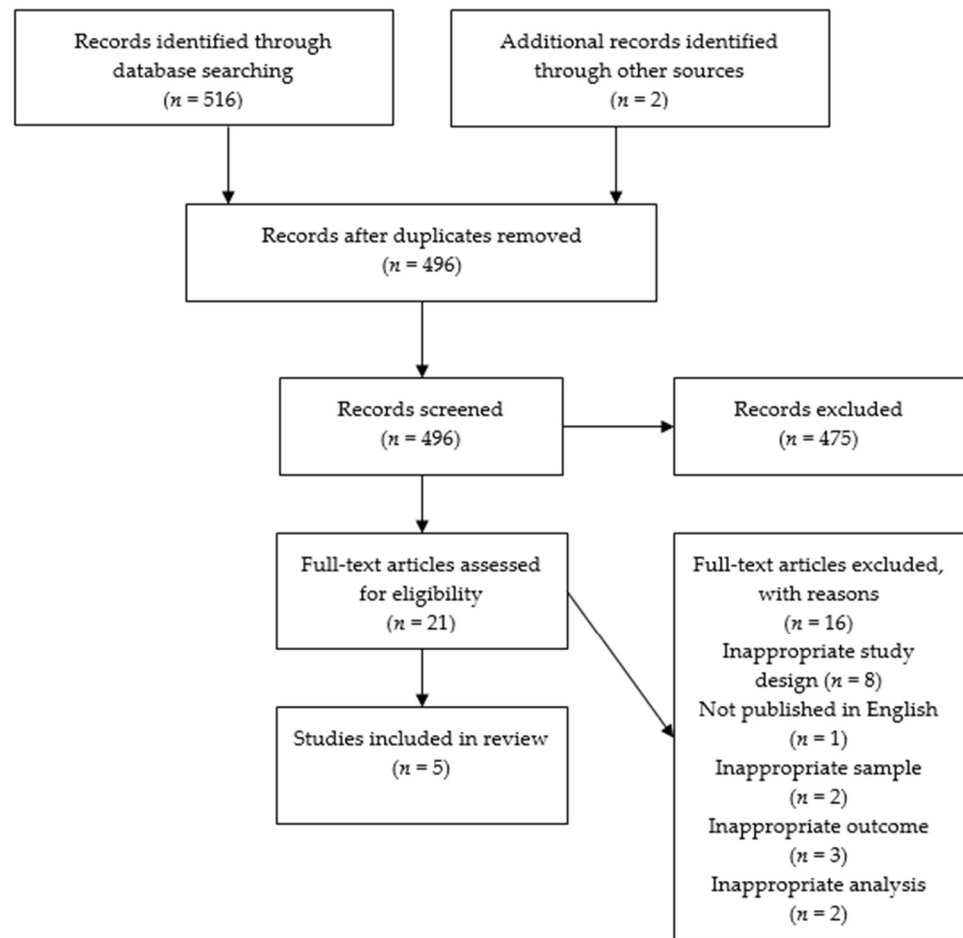 Records identified through
database searching
(n = 516)
Additional records identified
through other sources
(n = 2)
Records after duplicates removed
(n = 496)
Records screened
(n = 496)
Records excluded
(n = 475)
Full-text articles assessed
for eligibility
(n = 21)
Full-text articles excluded,
with reasons
(n = 16)
Inappropriate study
design (n = 8)
Not published in English
(n = 1)
Inappropriate sample
(n = 2)
Inappropriate outcome
(n = 3)
Inappropriate analysis
(n = 2)
Studies included in review
(n = 5)